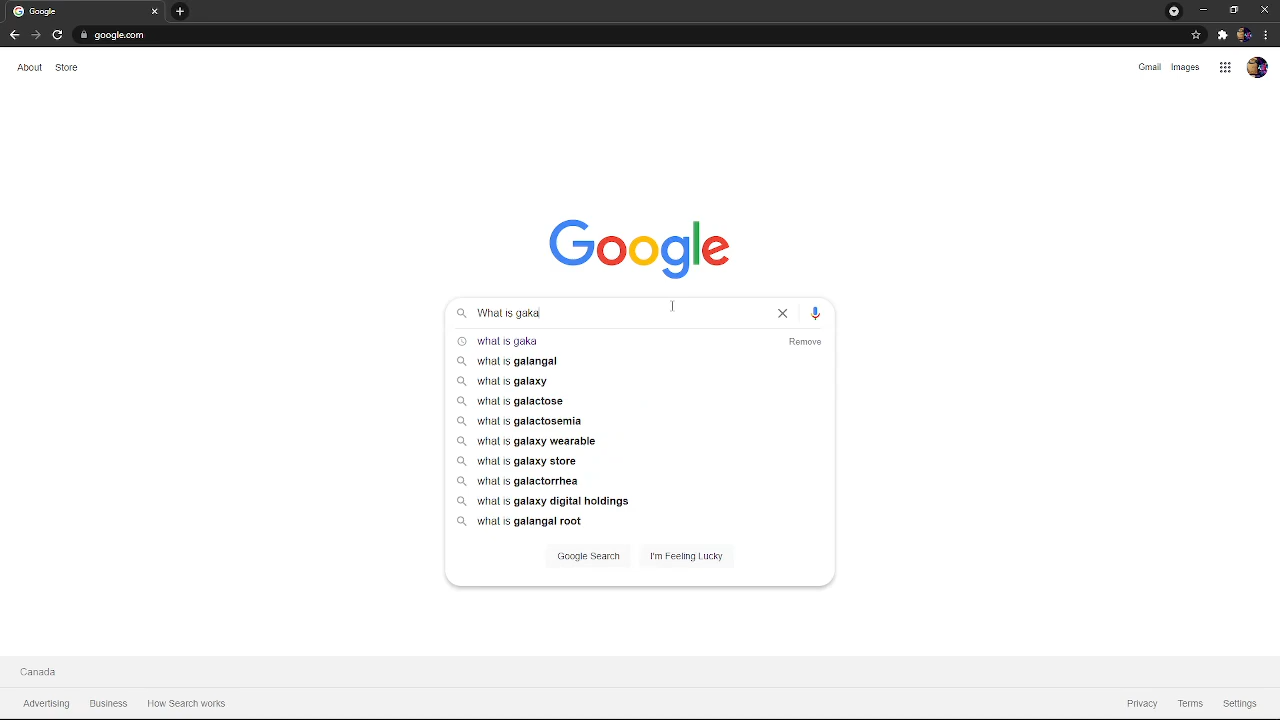 Google
google.com
About Store
Gmail Images
Google
What is gaka
what is gaka Remove
what is galangal
what is galaxy
what is galactose
what is galactosemia
what is galaxy wearable
what is galaxy store
what is galactorrhea
what is galaxy digital holdings
what is galangal root
Google Search I'm Feeling Lucky
Canada
Advertising Business How Search works
Privacy Terms Settings